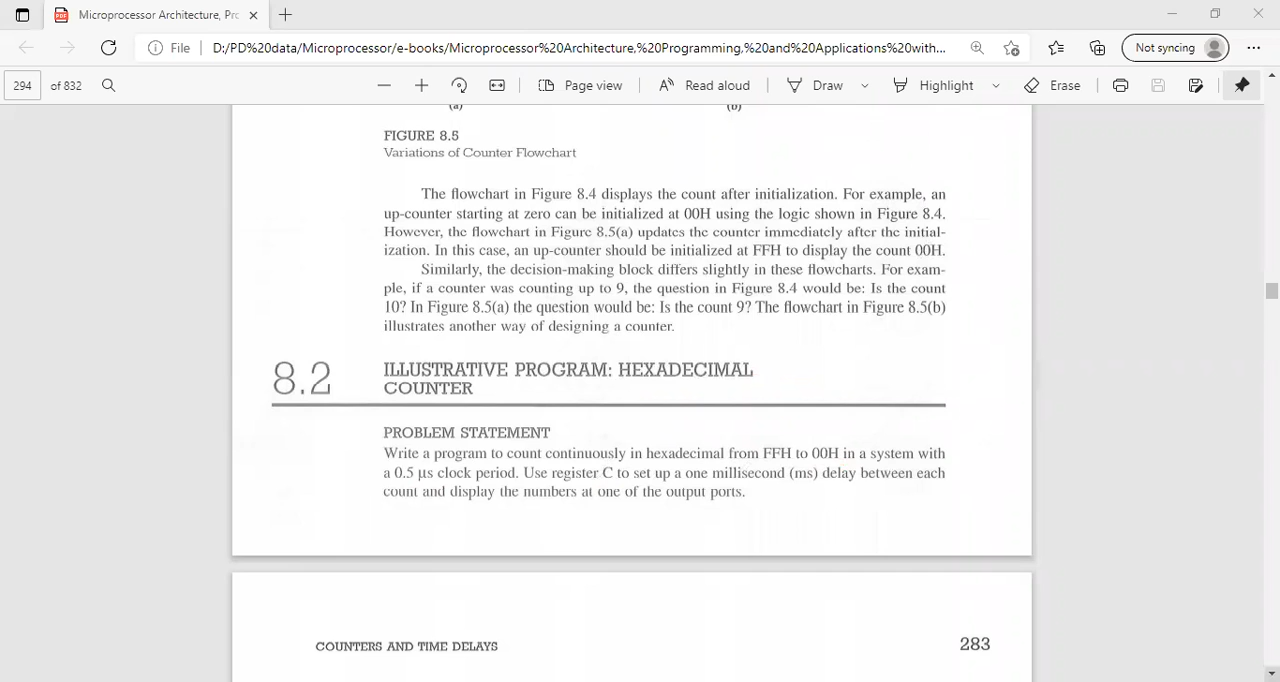 Microprocessor Architecture, Prc
File
D:/PD%20data/Microprocessor/e-books/Microprocessor%20Architecture,%20Programming,%20and%20Applications%20with...
Not syncing
294 of 832
Page view
Read aloud
Draw
Highlight
Erase
(a) (b)
FIGURE 8.5
Variations of Counter Flowchart
The flowchart in Figure 8.4 displays the count after initialization. For example, an
up-counter starting at zero can be initialized at 00H using the logic shown in Figure 8.4.
However, the flowchart in Figure 8.5(a) updates the counter immediately after the initial-
ization. In this case, an up-counter should be initialized at FFH to display the count 00H.
Similarly, the decision-making block differs slightly in these flowcharts. For exam-
ple, if a counter was counting up to 9, the question in Figure 8.4 would be: Is the count
10? In Figure 8.5(a) the question would be: Is the count 9? The flowchart in Figure 8.5(b)
illustrates another way of designing a counter.
8.2
ILLUSTRATIVE PROGRAM: HEXADECIMAL
COUNTER
PROBLEM STATEMENT
Write a program to count continuously in hexadecimal from FFH to 00H in a system with
a 0.5 μs clock period. Use register C to set up a one millisecond (ms) delay between each
count and display the numbers at one of the output ports.
COUNTERS AND TIME DELAYS
283